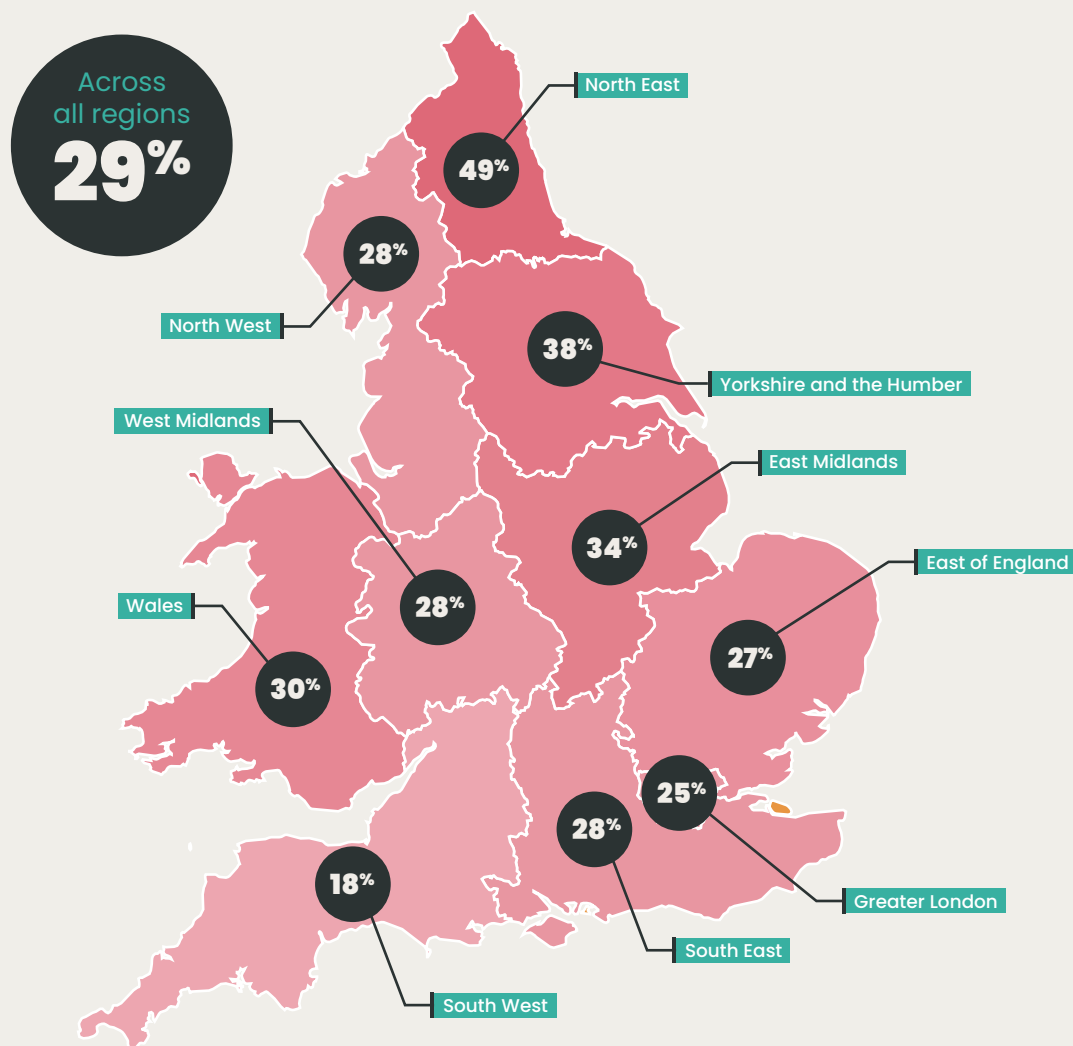 Across
all regions
29%
North East
49%
28%
North West
38%
Yorkshire and the Humber
West Midlands
East Midlands
34%
East of England
Wales
28%
27%
30%
25%
28%
18%
Greater London
South East
South West